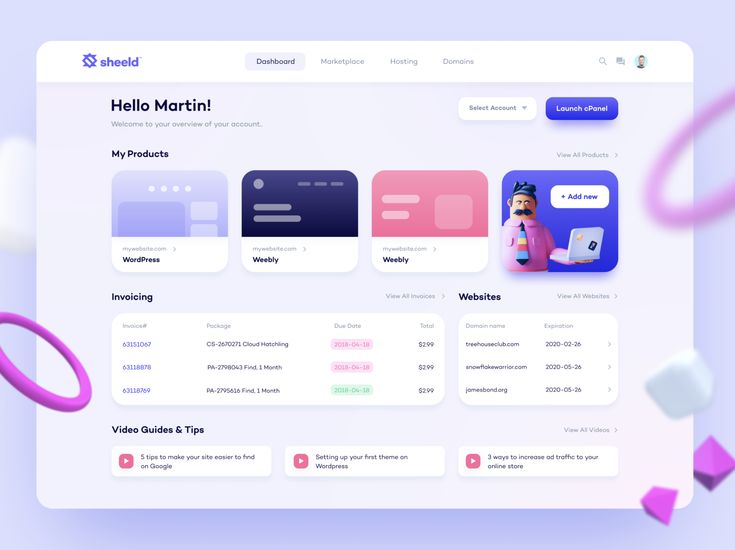 sheeld™
Dashboard
Marketplace
Hosting
Domains
Hello Martin!
Welcome to your overview of your account..
Select Account
Launch cPanel
My Products
View All Products
mywebsite.com
WordPress
mywebsite.com
Weebly
mywebsite.com
Weebly
+ Add new
Invoicing
View All Invoices
Invoice# Package Due Date Total
63151067 CS-2670271 Cloud Hatchling 2018-04-18 $2.99
63118878 PA-2798043 Find, 1 Month 2018-04-18 $2.99
63118769 PA-2795616 Find, 1 Month 2018-04-18 $2.99
Websites
View All Websites
Domain name Expiration
treehouseclub.com 2020-02-26
snowflakewarrior.com 2020-05-26
jamesbond.org 2020-05-26
Video Guides & Tips
View All Videos
5 tips to make your site easier to find
on Google
Setting up your first theme on
Wordpress
3 ways to increase ad traffic to your
online store